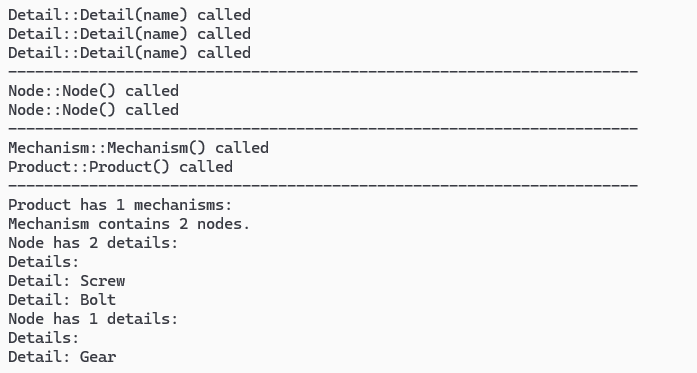 Detail::Detail(name) called
Detail::Detail(name) called
Detail::Detail(name) called
----------------------------------------------------------------------
Node::Node() called
Node::Node() called
----------------------------------------------------------------------
Mechanism::Mechanism() called
Product::Product() called
----------------------------------------------------------------------
Product has 1 mechanisms:
Mechanism contains 2 nodes.
Node has 2 details:
Details:
Detail: Screw
Detail: Bolt
Node has 1 details:
Details:
Detail: Gear